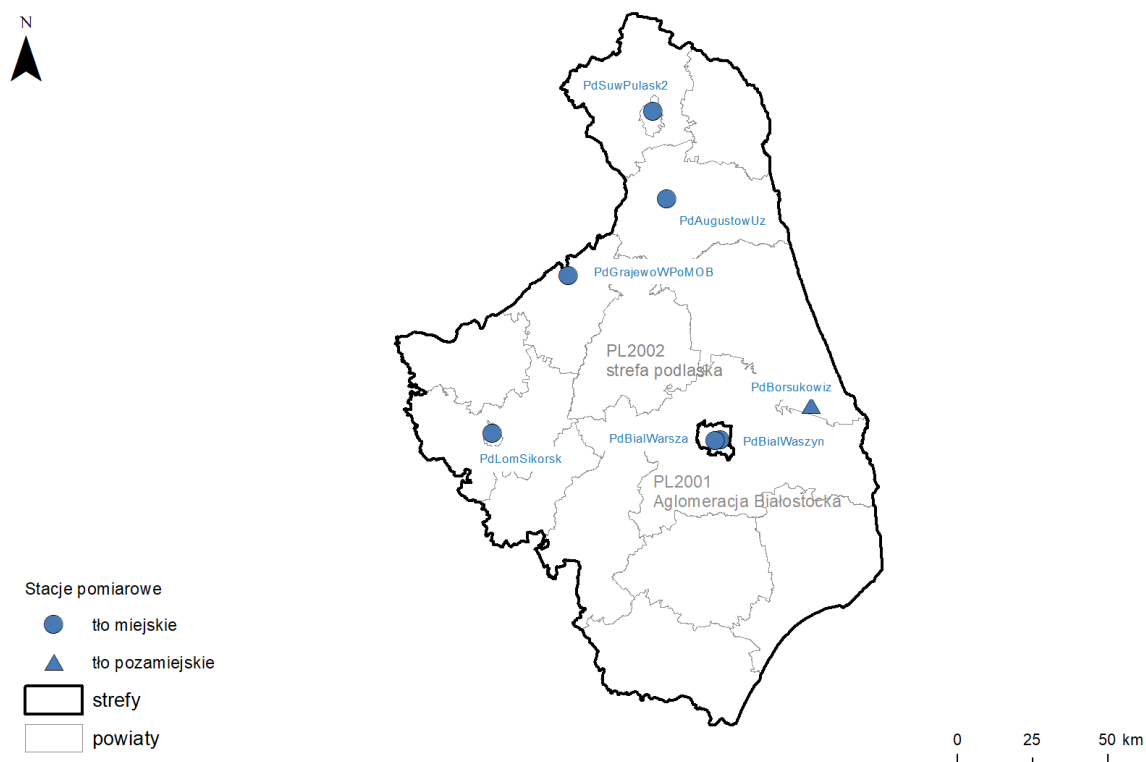 N
PdSuwPulask2
PdAugustowUz
PdGrajewoWPoMOB
PL2002
strefa podlaska
PdBorsukowiz
PdBialWarsza
PdBialWaszyn
PdLomSikorsk
PL2001
Aglomeracja Białostocka
Stacje pomiarowe
tło miejskie
tło pozamiejskie
strefy
powiaty
0 25 50 km